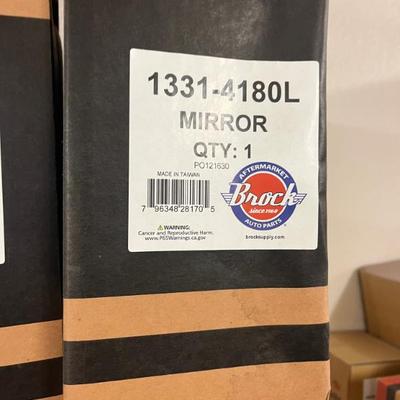 1331-4180L
MIRROR
QTY: 1
PO121630
MADE IN TAIWAN
7 96348 28170 5
AFTERMARKET
Brock
since 1960
AUTO PARTS
⚠WARNING:
Cancer and Reproductive Harm.
www.P65Warnings.ca.gov
brocksupply.com